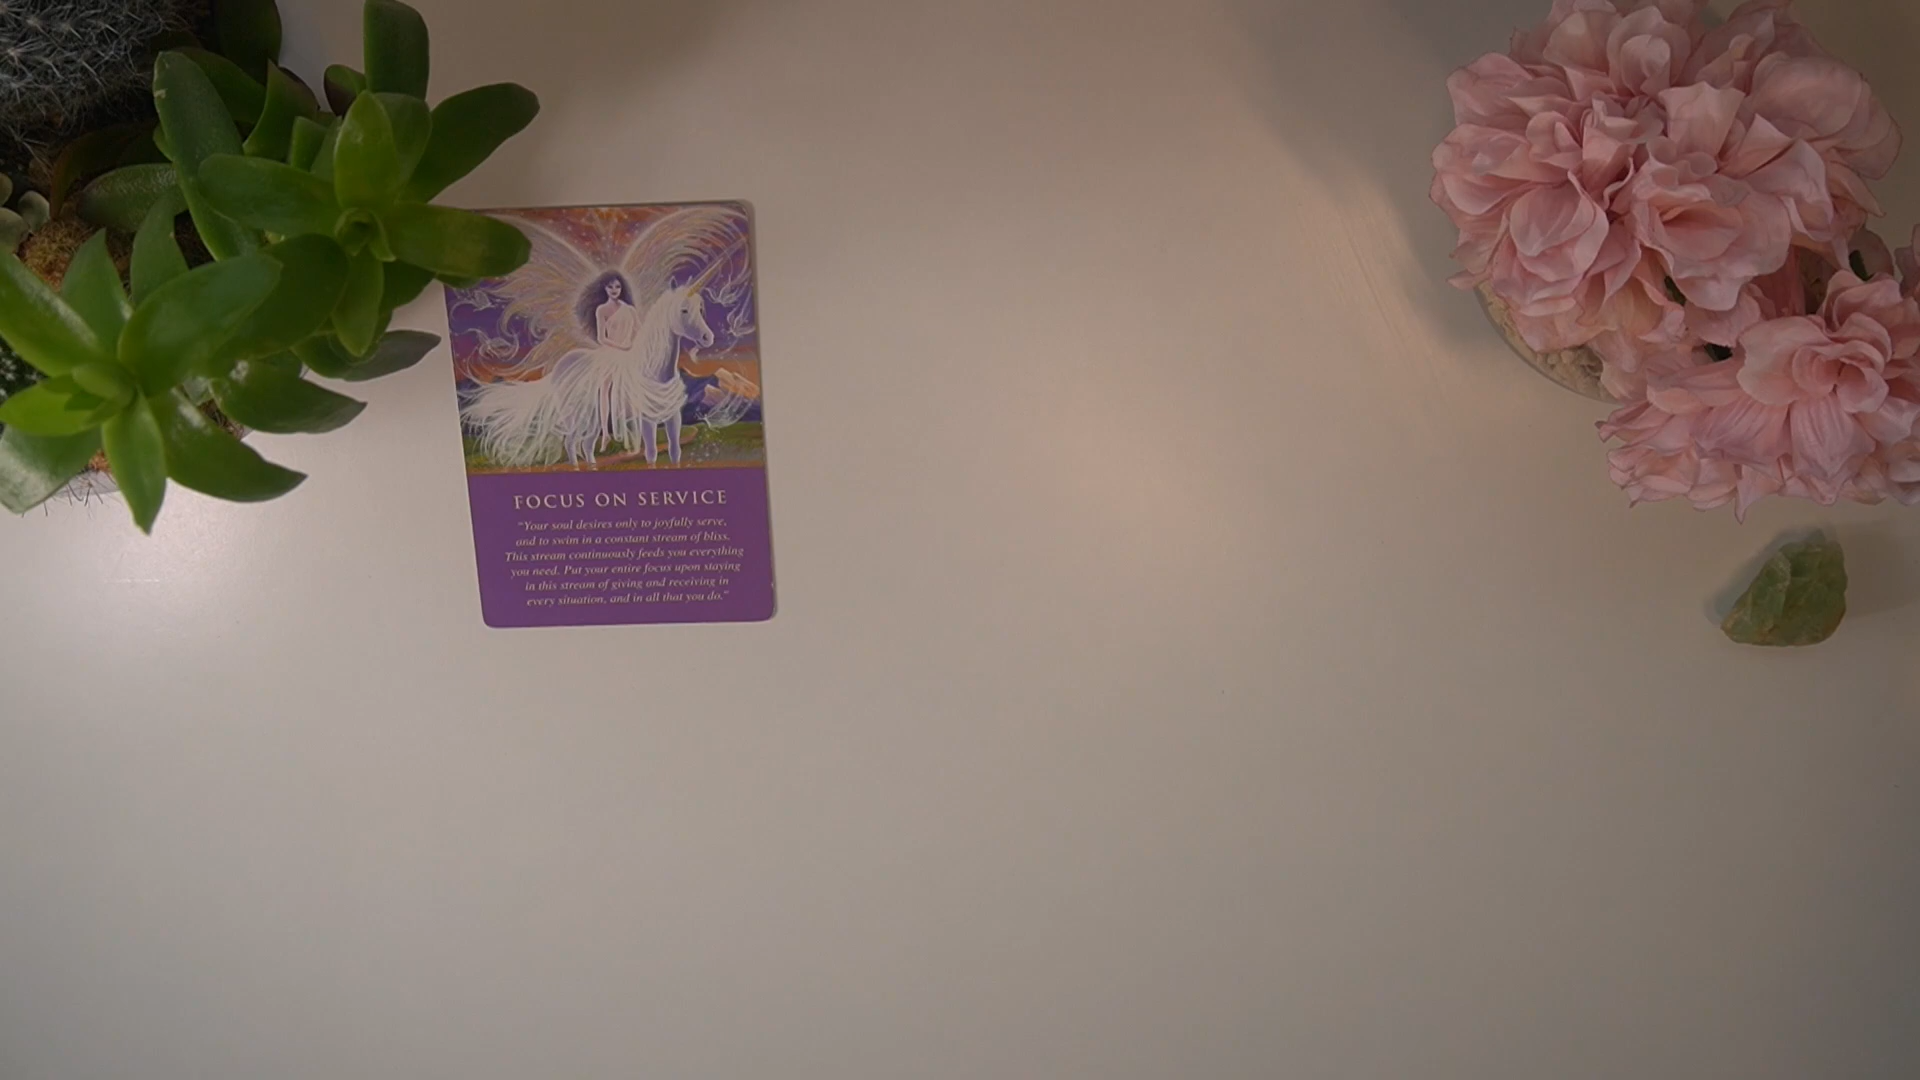 FOCUS ON SERVICE
"Your soul desires only to joyfully serve,
and to swim in a constant stream of bliss.
This stream continuously feeds you everything
you need. Put your entire focus upon staying
in this stream of giving and receiving in
every situation, and in all that you do."